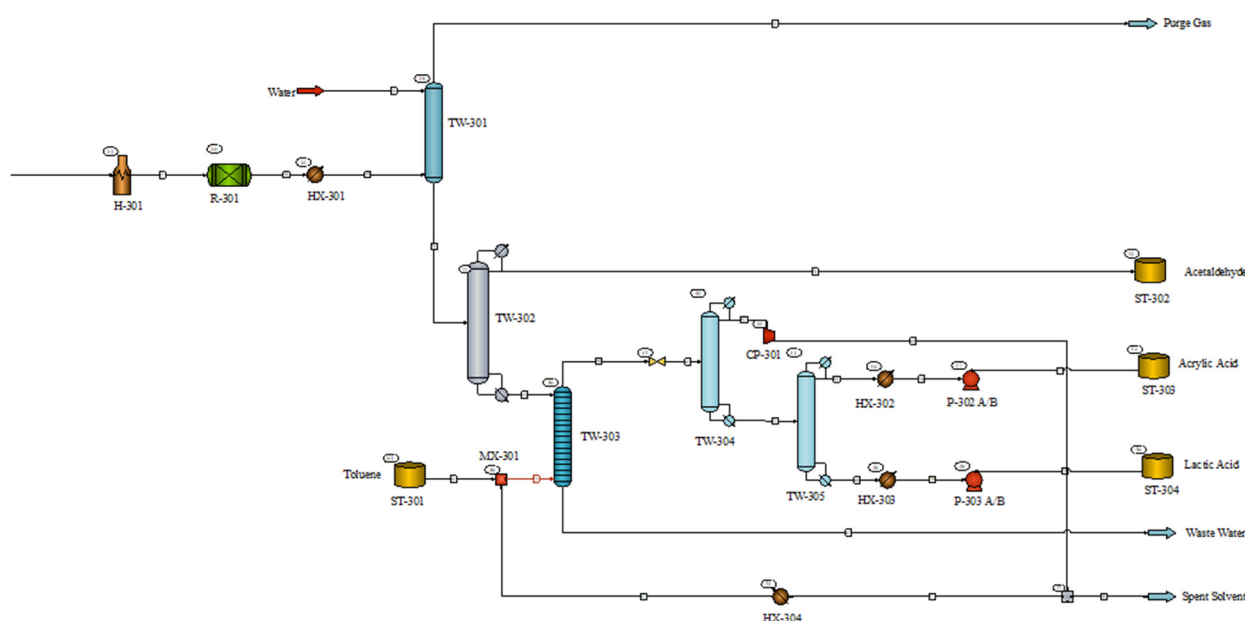 Purge Gas
Water
TW-301
H-301
R-301
HX-301
TW-302
Acetaldehyde
ST-302
CP-301
Acrylic Acid
ST-303
HX-302
P-302 A/B
TW-303
TW-304
Toluene
MX-301
ST-301
Lactic Acid
ST-304
TW-305
HX-303
P-303 A/B
Waste Water
Spent Solvent
HX-304